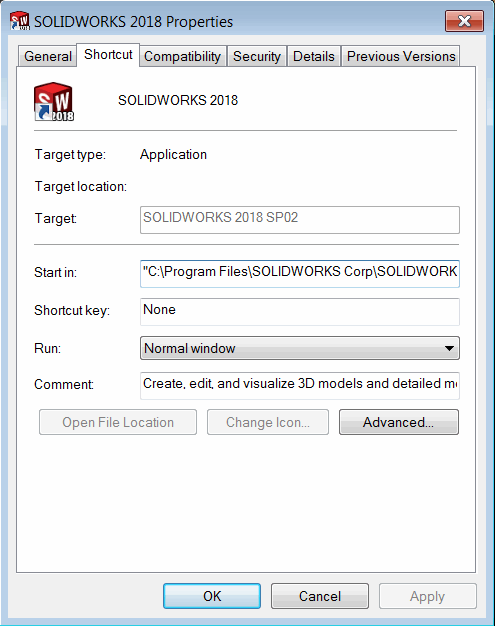 SOLIDWORKS 2018 Properties
General Shortcut Compatibility Security Details Previous Versions
SW 2018 SOLIDWORKS 2018
Target type: Application
Target location:
Target: SOLIDWORKS 2018 SP02
Start in: "C:\Program Files\SOLIDWORKS Corp\SOLIDWORK
Shortcut key: None
Run: Normal window
Comment: Create, edit, and visualize 3D models and detailed m
Open File Location Change Icon... Advanced...
OK Cancel Apply